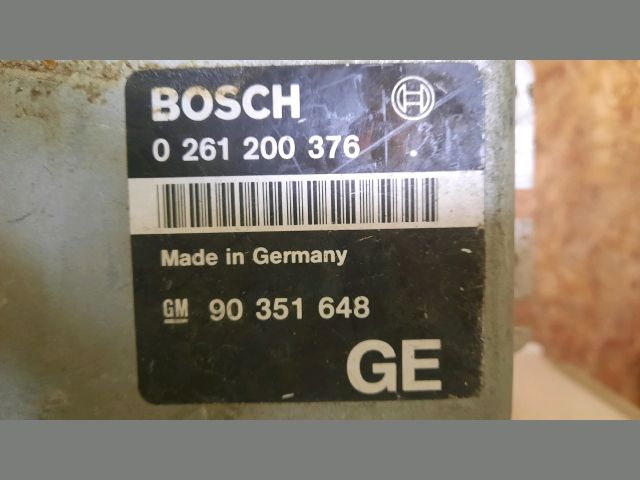 BOSCH
0 261 200 376
Made in Germany
GM 90 351 648
GE